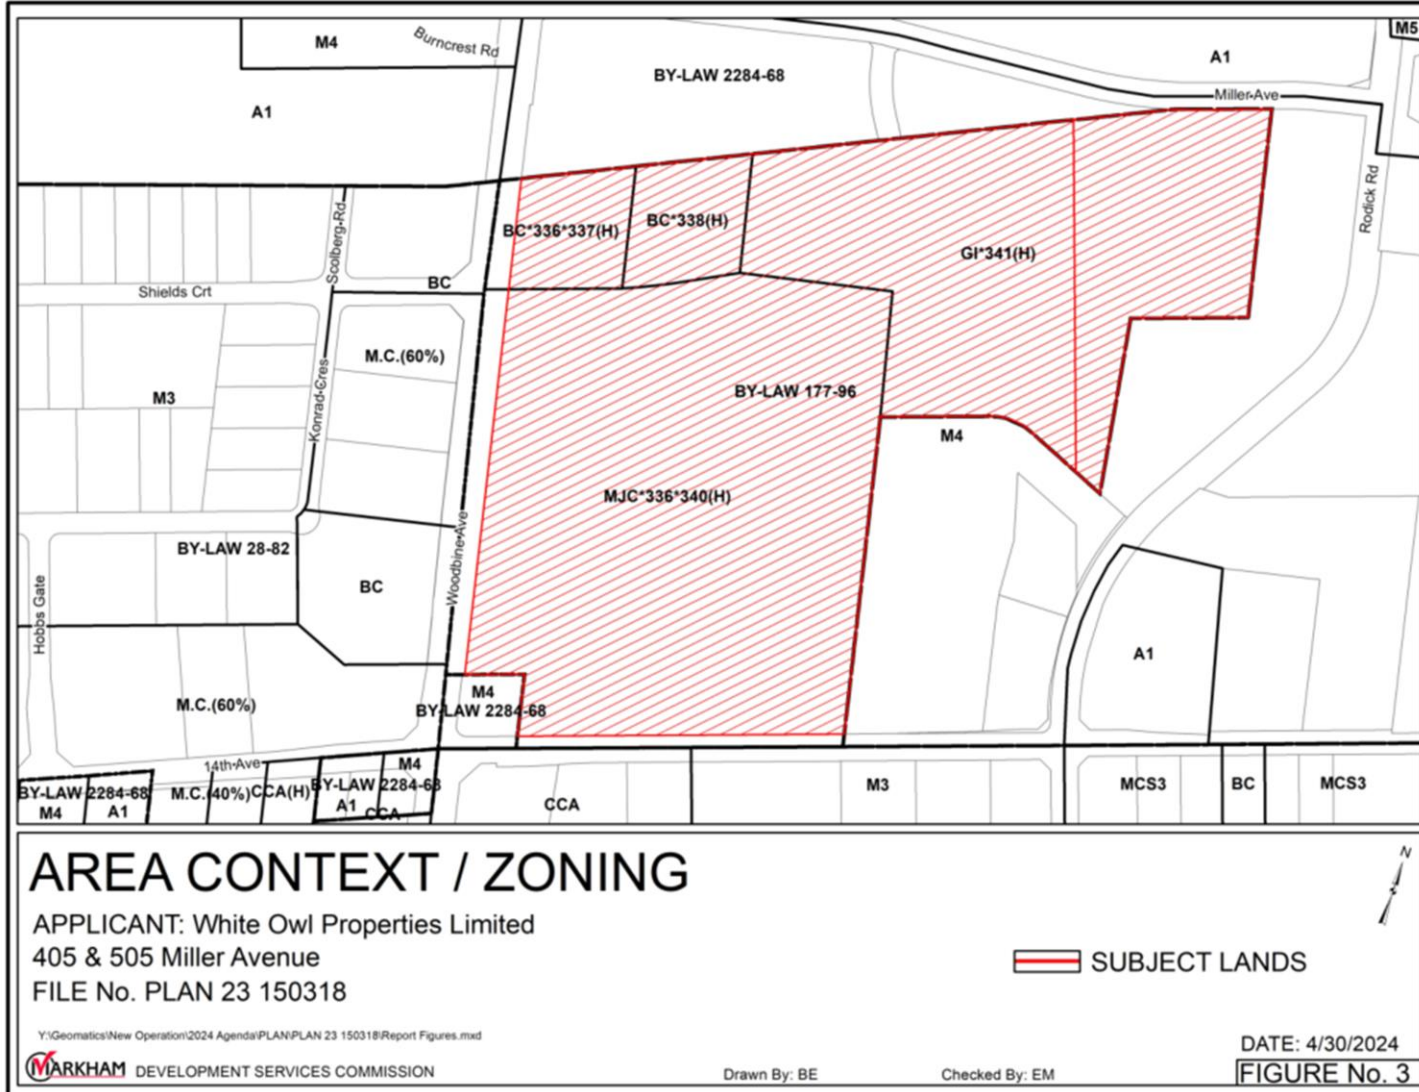 M4
Burncrest Rd
M5
A1
BY-LAW 2284-68
A1
Miller Ave
Rodick Rd
Scolberg Rd
BC*336*337(H)
BC*338(H)
GI*341(H)
Shields Crt
BC
M.C.(60%)
Konrad Cres
M3
BY-LAW 177-96
M4
MJC*336*340(H)
Woodbine Ave
BY-LAW 28-82
BC
Hobbs Gate
A1
M.C.(60%)
M4
BY-LAW 2284-68
14th Ave
BY-LAW 2284-68
M4
A1
M.C.(40%)
CCA(H)
M4
BY-LAW 2284-68
A1
CCA
CCA
M3
MCS3
BC
MCS3
AREA CONTEXT / ZONING
APPLICANT: White Owl Properties Limited
405 & 505 Miller Avenue
FILE No. PLAN 23 150318
N
SUBJECT LANDS
Y:\Geomatics\New Operation\2024 Agenda\PLAN\PLAN 23 150318\Report Figures.mxd
MARKHAM DEVELOPMENT SERVICES COMMISSION
Drawn By: BE
Checked By: EM
DATE: 4/30/2024
FIGURE No. 3